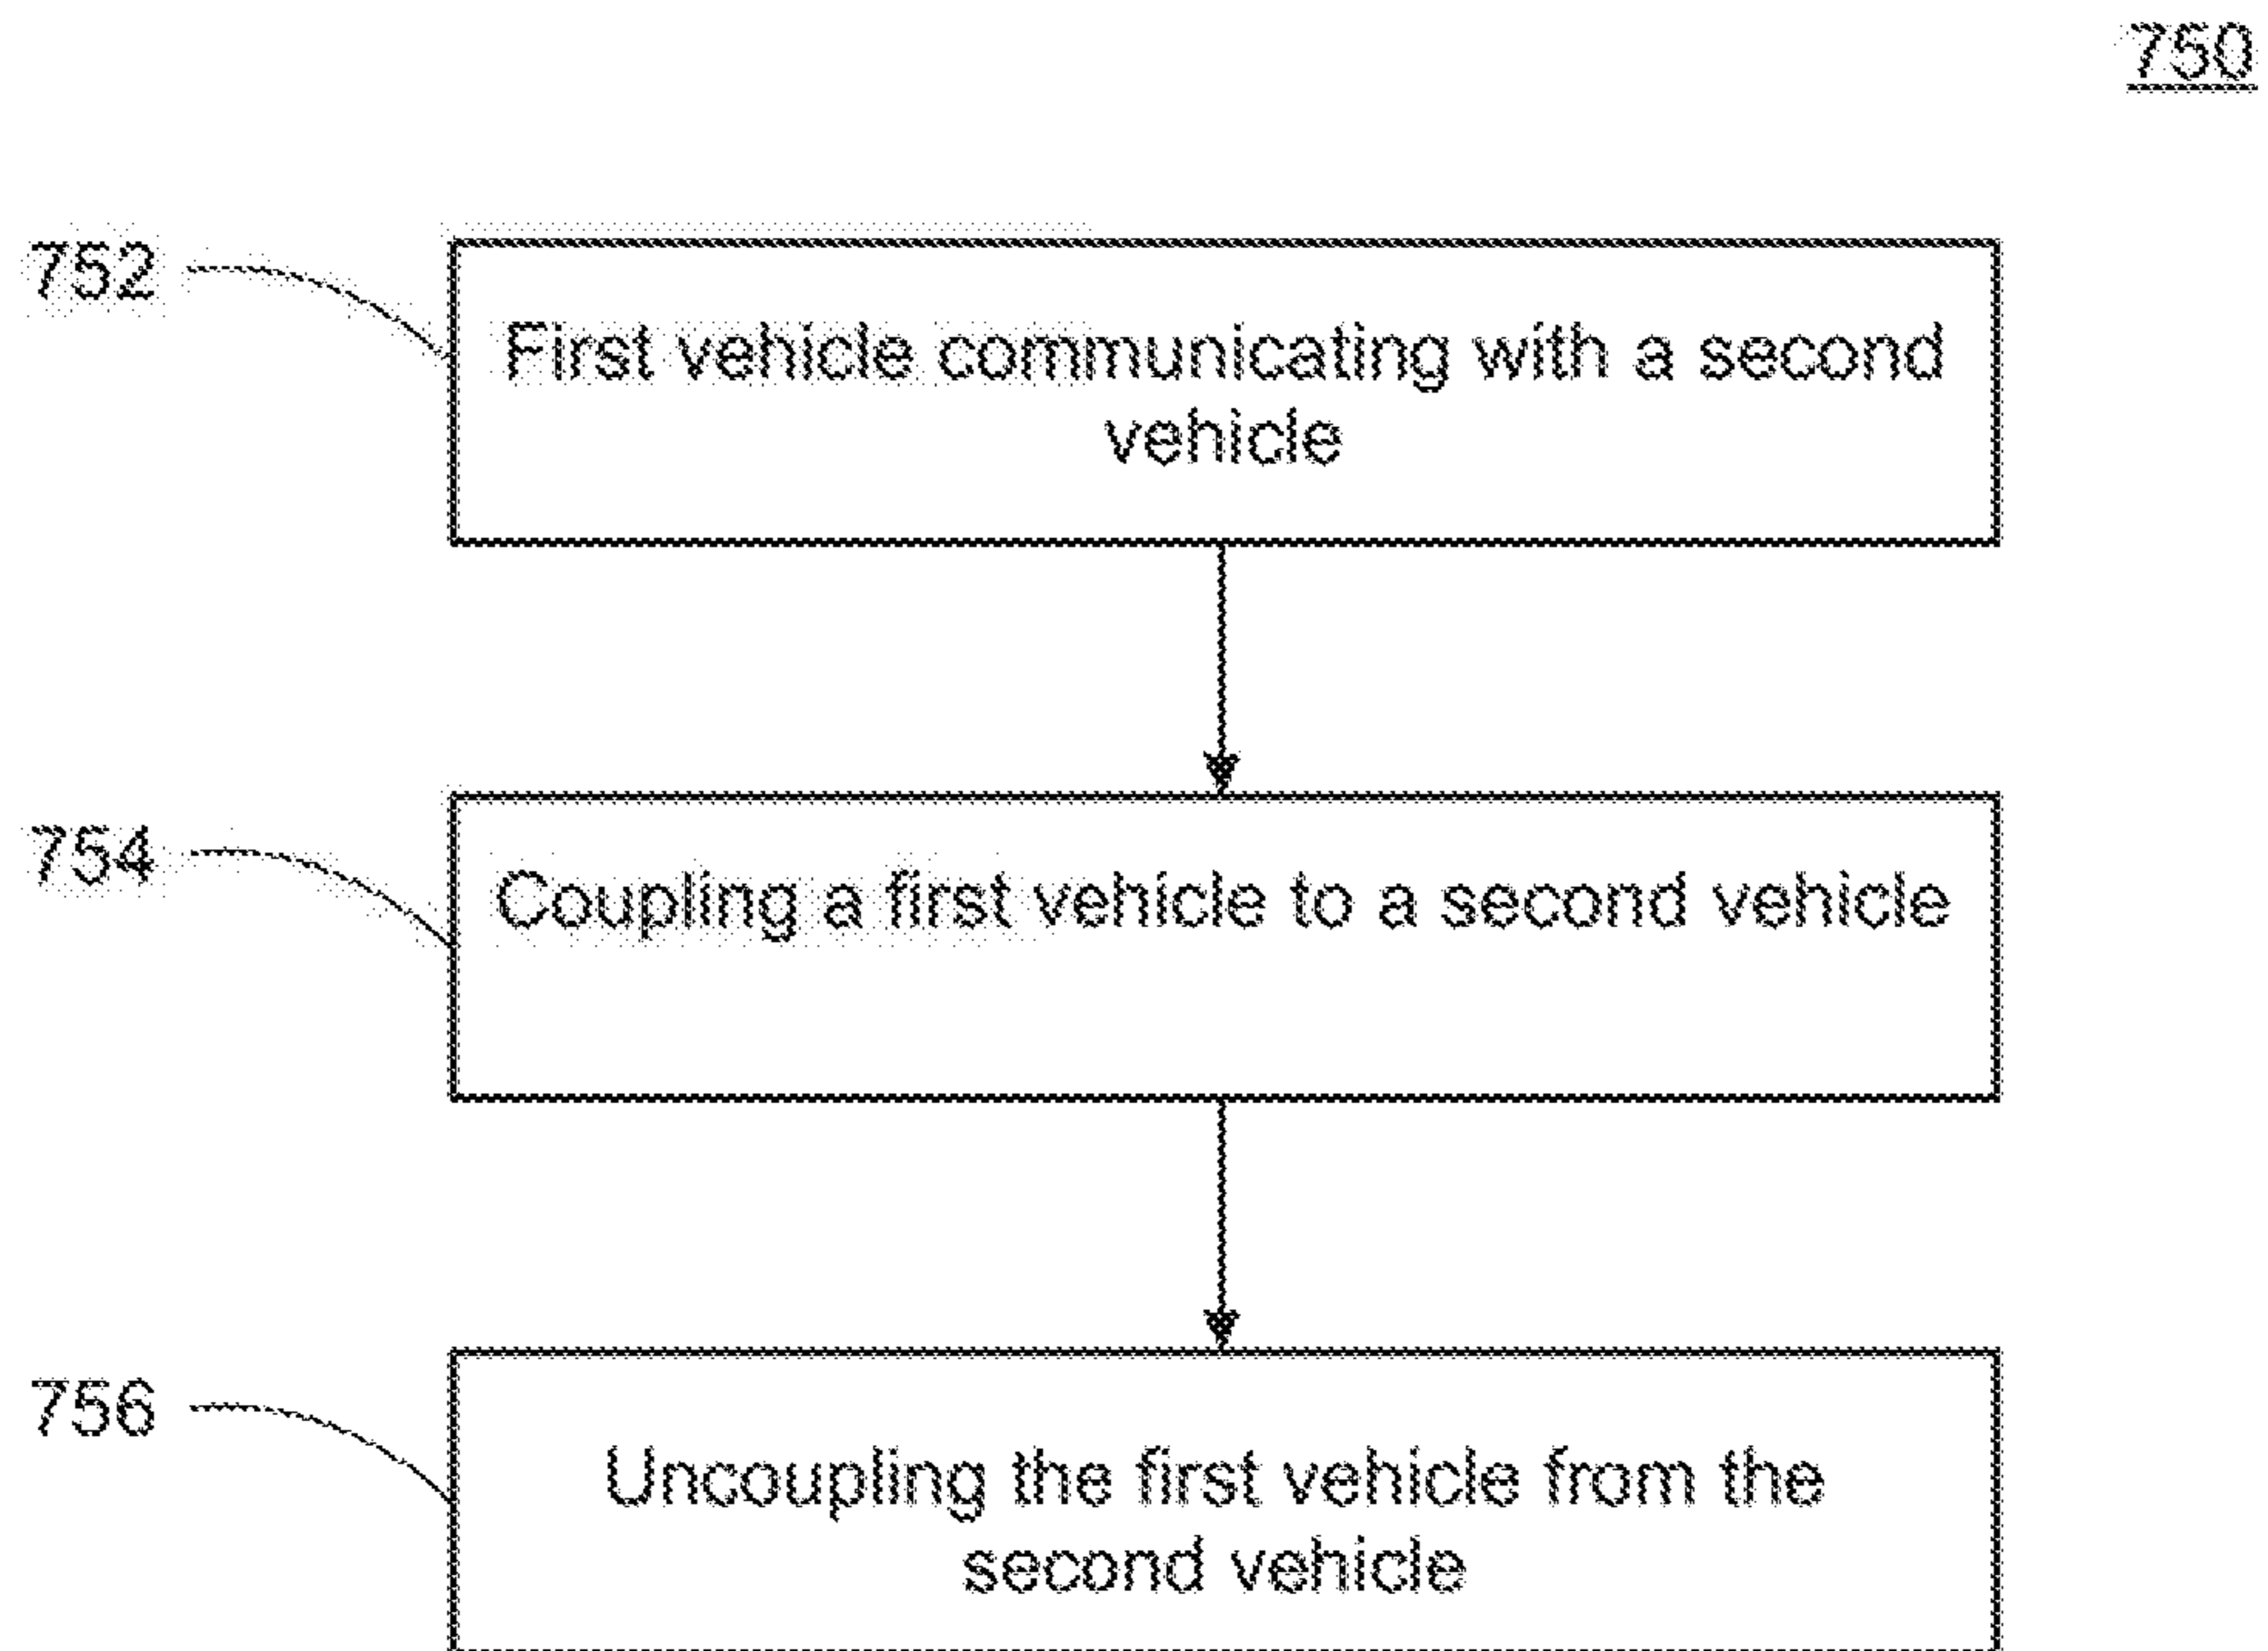 750
752
First vehicle communicating with a second
vehicle
754
Coupling a first vehicle to a second vehicle
756
Uncoupling the first vehicle from the
second vehicle